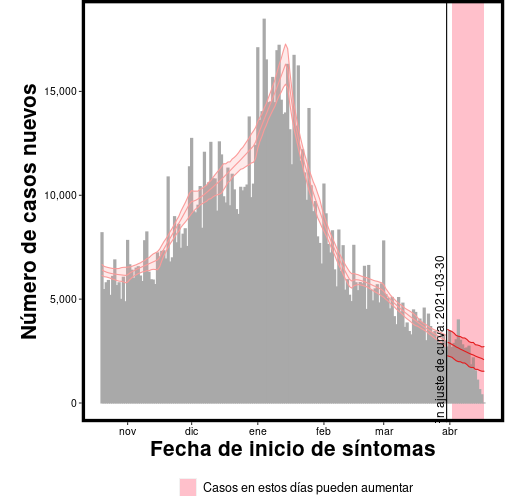 Número de casos nuevos
15,000
10,000
5,000
0
n ajuste de curva: 2021-03-30
nov
dic
ene
feb
mar
abr
Fecha de inicio de síntomas
Casos en estos días pueden aumentar